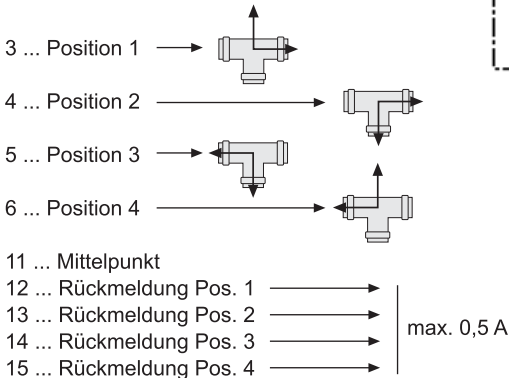 3 ... Position 1
4 ... Position 2
5 ... Position 3
6 ... Position 4
11 ... Mittelpunkt
12 ... Rückmeldung Pos. 1
13 ... Rückmeldung Pos. 2
14 ... Rückmeldung Pos. 3
15 ... Rückmeldung Pos. 4
max. 0,5 A